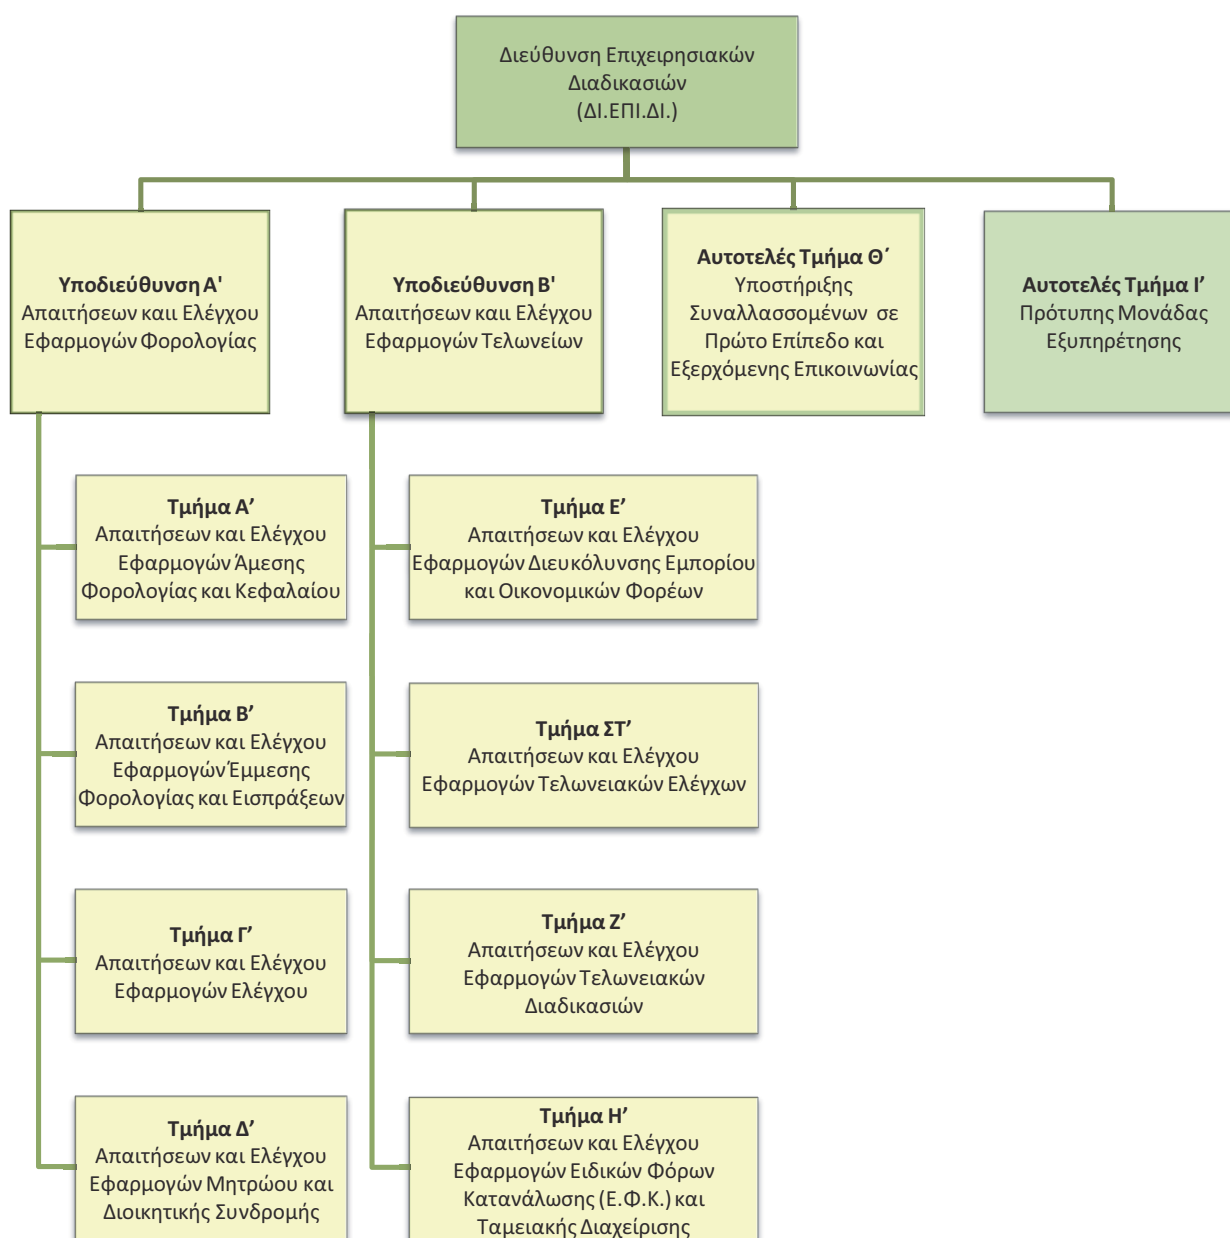 Διεύθυνση Επιχειρησιακών
Διαδικασιών
(ΔΙ.ΕΠΙ.ΔΙ.)
Υποδιεύθυνση Α'
Απαιτήσεων καιι Ελέγχου
Εφαρμογών Φορολογίας
Υποδιεύθυνση Β'
Απαιτήσεων καιι Ελέγχου
Εφαρμογών Τελωνείων
Αυτοτελές Τμήμα Θ΄
Υποστήριξης
Συναλλασσομένων σε
Πρώτο Επίπεδο και
Εξερχόμενης Επικοινωνίας
Αυτοτελές Τμήμα Ι’
Πρότυπης Μονάδας
Εξυπηρέτησης
Τμήμα Α’
Απαιτήσεων και Ελέγχου
Εφαρμογών Άμεσης
Φορολογίας και Κεφαλαίου
Τμήμα Β’
Απαιτήσεων και Ελέγχου
Εφαρμογών Έμμεσης
Φορολογίας και Εισπράξεων
Τμήμα Γ’
Απαιτήσεων και Ελέγχου
Εφαρμογών Ελέγχου
Τμήμα Δ’
Απαιτήσεων και Ελέγχου
Εφαρμογών Μητρώου και
Διοικητικής Συνδρομής
Τμήμα Ε’
Απαιτήσεων και Ελέγχου
Εφαρμογών Διευκόλυνσης Εμπορίου
και Οικονομικών Φορέων
Τμήμα ΣΤ’
Απαιτήσεων και Ελέγχου
Εφαρμογών Τελωνειακών Ελέγχων
Τμήμα Ζ’
Απαιτήσεων και Ελέγχου
Εφαρμογών Τελωνειακών
Διαδικασιών
Τμήμα Η’
Απαιτήσεων και Ελέγχου
Εφαρμογών Ειδικών Φόρων
Κατανάλωσης (Ε.Φ.Κ.) και
Ταμειακής Διαχείρισης